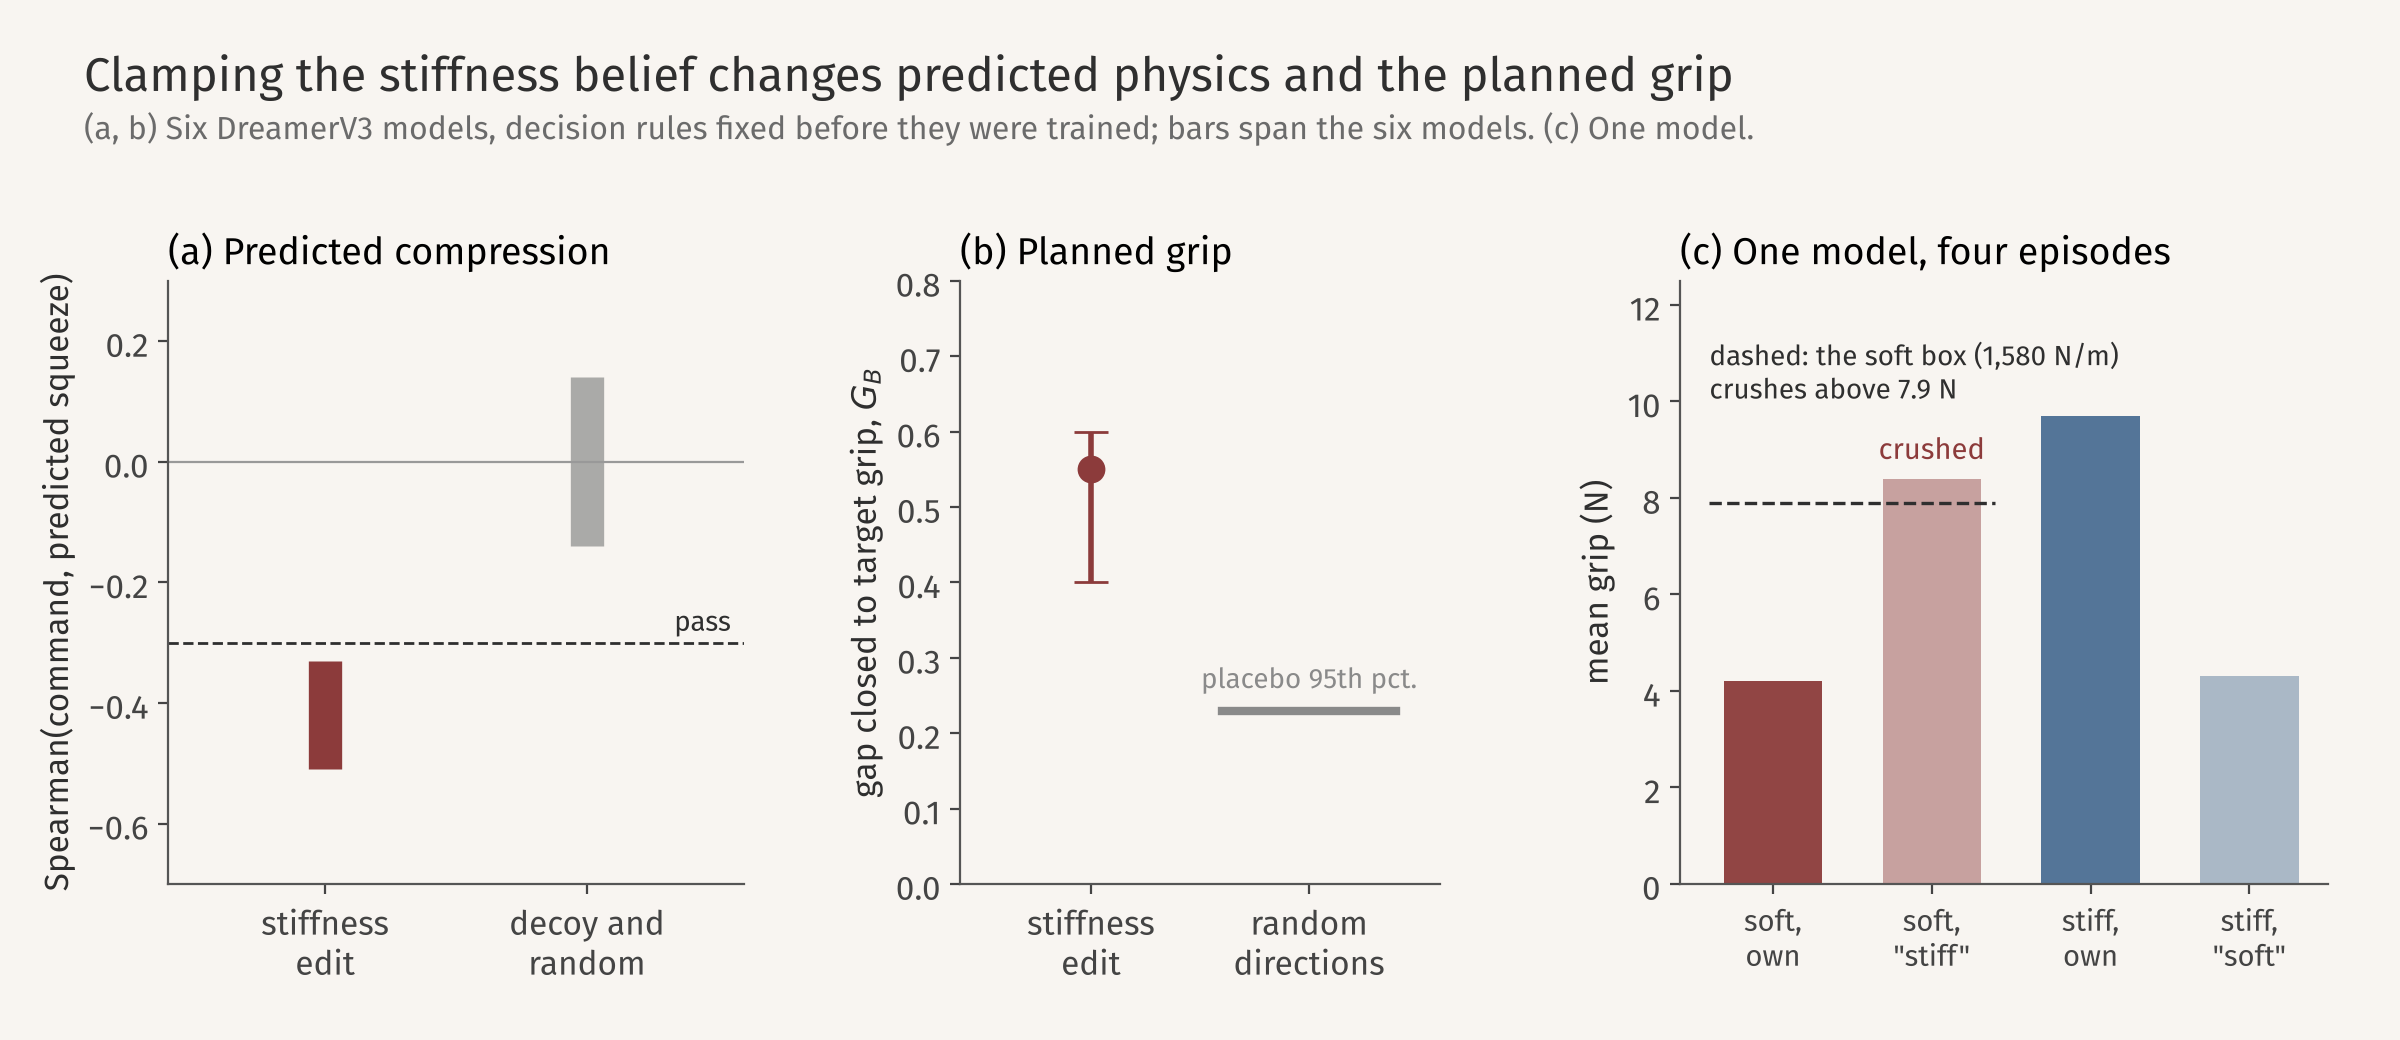 Clamping the stiffness belief changes predicted physics and the planned grip
(a, b) Six DreamerV3 models, decision rules fixed before they were trained; bars span the six models. (c) One model.
(a) Predicted compression
Spearman(command, predicted squeeze)
0.2
0.0
−0.2
−0.4
−0.6
pass
stiffness
edit
decoy and
random
(b) Planned grip
gap closed to target grip, G_B
0.8
0.7
0.6
0.5
0.4
0.3
0.2
0.1
0.0
placebo 95th pct.
stiffness
edit
random
directions
(c) One model, four episodes
mean grip (N)
12
10
8
6
4
2
0
dashed: the soft box (1,580 N/m)
crushes above 7.9 N
crushed
soft,
own
soft,
"stiff"
stiff,
own
stiff,
"soft"